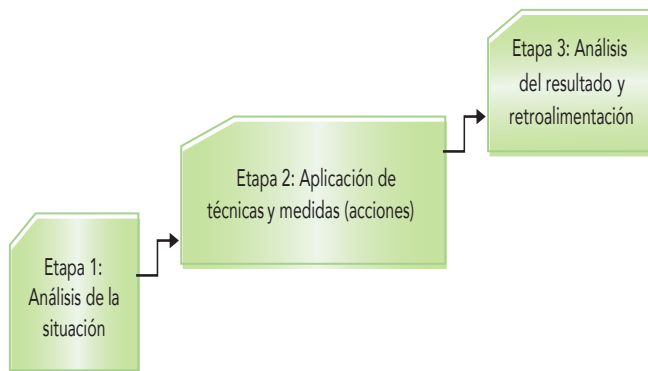 Etapa 1:
Análisis de la
situación
Etapa 2: Aplicación de
técnicas y medidas (acciones)
Etapa 3: Análisis
del resultado y
retroalimentación